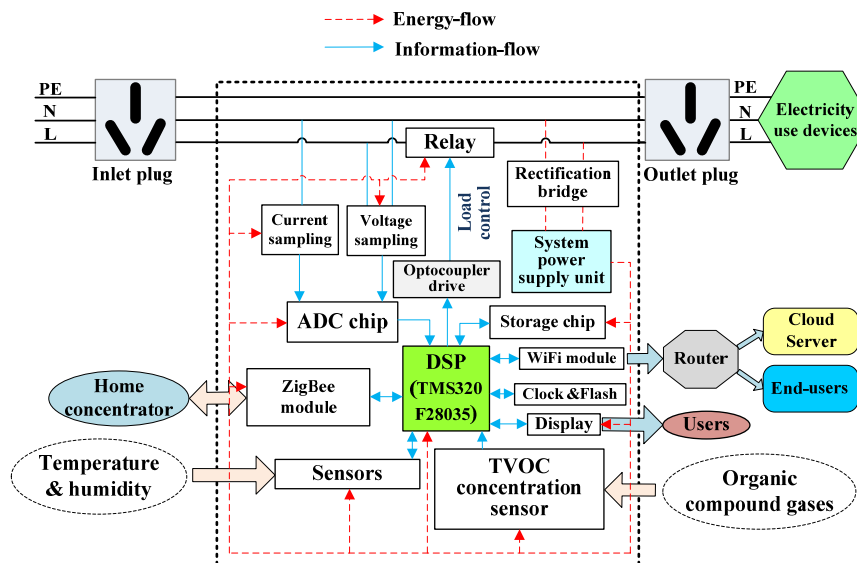 Energy-flow
Information-flow
PE
N
L
Inlet plug
PE
N
L
Outlet plug
Electricity
use devices
Relay
Rectification
bridge
Current
sampling
Voltage
sampling
Load
control
System
power
supply unit
Optocoupler
drive
ADC chip
Storage chip
DSP
(TMS320
F28035)
WiFi module
Router
Cloud
Server
End-users
Home
concentrator
ZigBee
module
Clock &Flash
Display
Users
Temperature
& humidity
Sensors
TVOC
concentration
sensor
Organic
compound gases